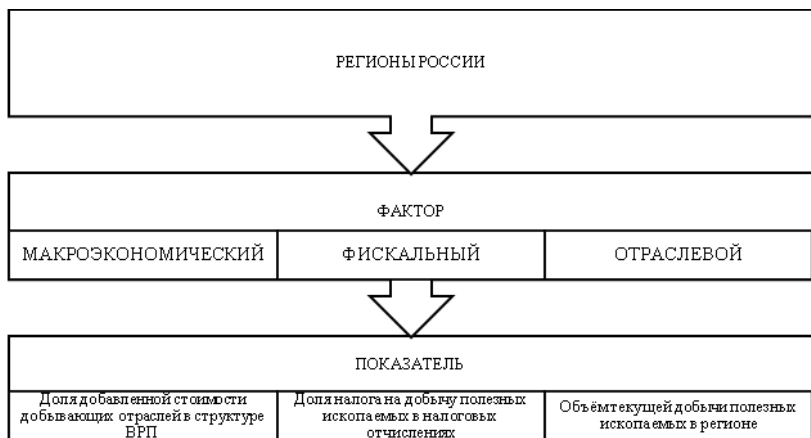 РЕГИОНЫ РОССИИ
ФАКТОР
МАКРОЭКОНОМИЧЕСКИЙ
ФИСКАЛЬНЫЙ
ОТРАСЛЕВОЙ
ПОКАЗАТЕЛЬ
Доля добавленной стоимости
добывающих отраслей в структуре
ВРП
Доля налога на добычу полезных
ископаемых в налоговых
отчислениях
Объём текущей добычи полезных
ископаемых в регионе